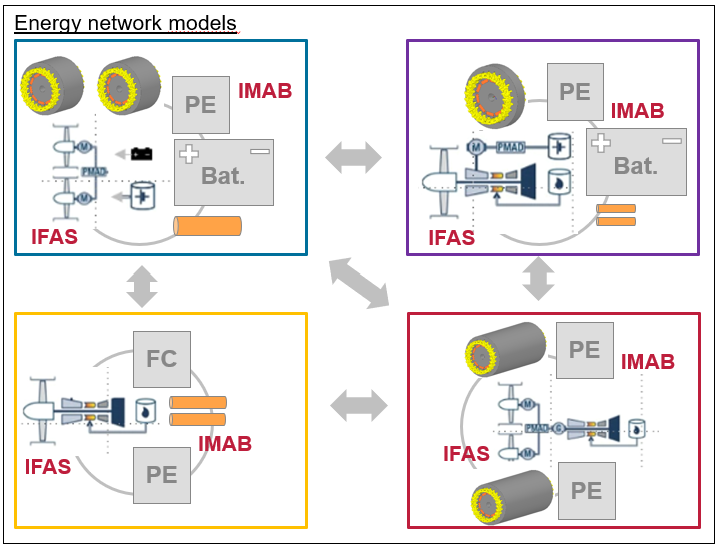 Energy network models
PE
IMAB
+
−
Bat.
M
PMAD
M
IFAS
PE
IMAB
+
−
Bat.
M
PMAD
IFAS
FC
IMAB
IFAS
PE
PE
IMAB
M
PMAD
G
M
IFAS
PE